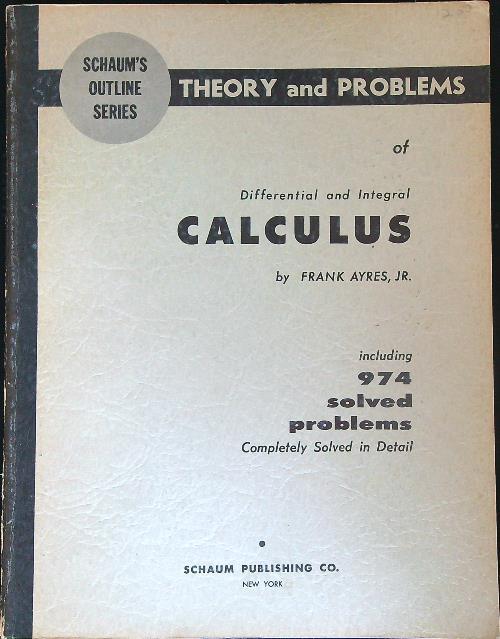 SCHAUM'S
OUTLINE
SERIES
THEORY and PROBLEMS
of
Differential and Integral
CALCULUS
by FRANK AYRES, JR.
including
974
solved
problems
Completely Solved in Detail
SCHAUM PUBLISHING CO.
NEW YORK